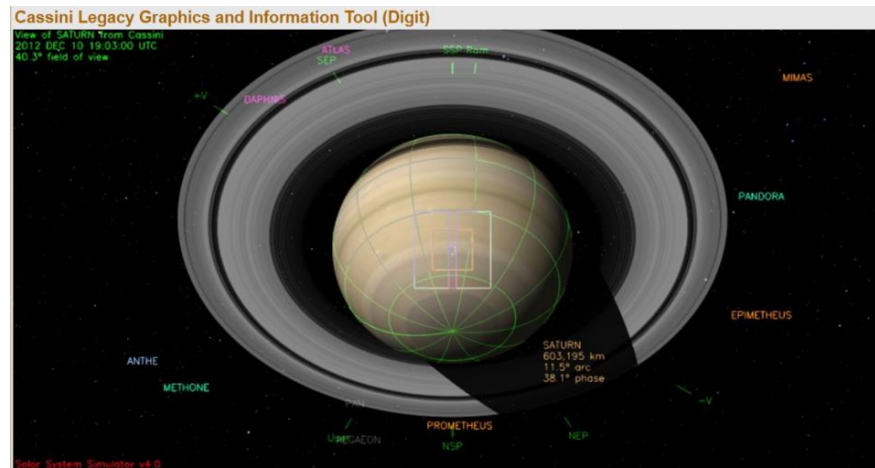 Cassini Legacy Graphics and Information Tool (Digit)
View of SATURN from Cassini
2012 DEC 10 19:03:00 UTC
40.3° field of view
ATLAS
SEP
SSP Ram
MIMAS
+V
DAPHNIS
PANDORA
EPIMETHEUS
SATURN
603,195 km
11.5° arc
38.1° phase
ANTHE
METHONE
-V
PAN
PROMETHEUS
NEP
NSP
Solar System Simulator v4.0